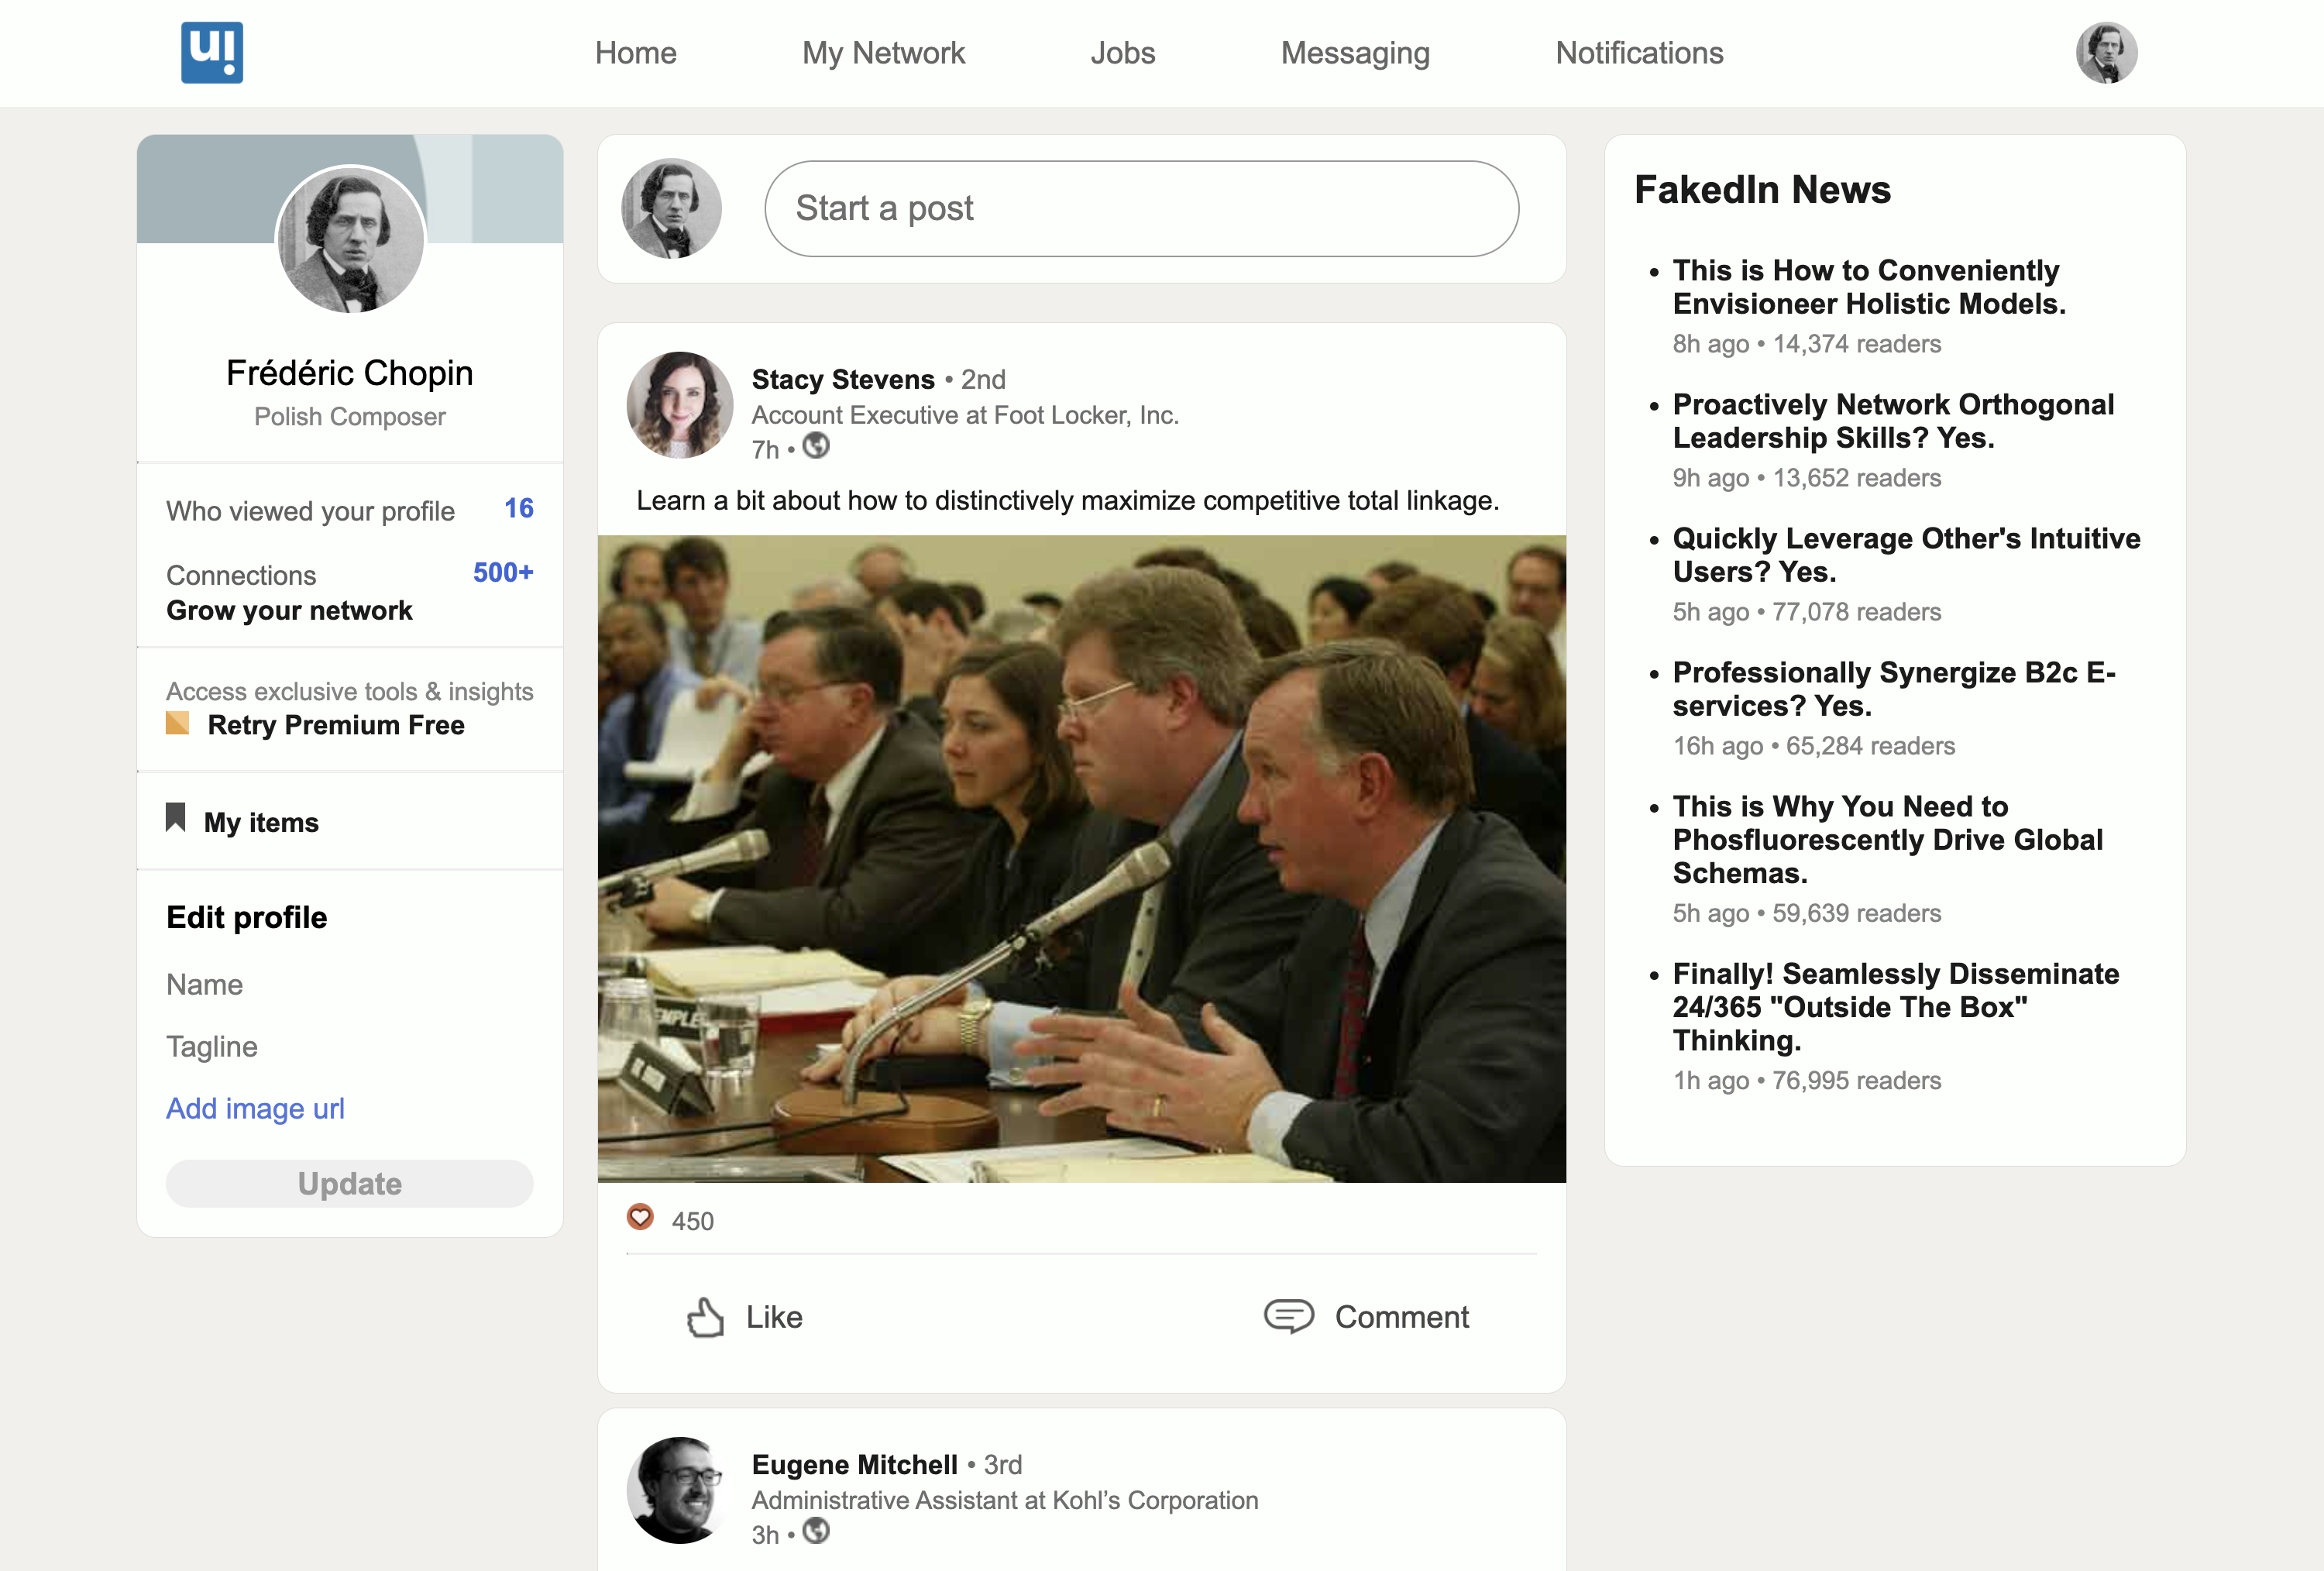 Home My Network Jobs Messaging Notifications
Frédéric Chopin
Polish Composer
Who viewed your profile 16
Connections 500+
Grow your network
Access exclusive tools & insights
Retry Premium Free
My items
Edit profile
Name
Tagline
Add image url
Update
Start a post
Stacy Stevens • 2nd
Account Executive at Foot Locker, Inc.
7h •
Learn a bit about how to distinctively maximize competitive total linkage.
450
Like Comment
Eugene Mitchell • 3rd
Administrative Assistant at Kohl’s Corporation
3h •
FakedIn News
• This is How to Conveniently
Envisioneer Holistic Models.
8h ago • 14,374 readers
• Proactively Network Orthogonal
Leadership Skills? Yes.
9h ago • 13,652 readers
• Quickly Leverage Other's Intuitive
Users? Yes.
5h ago • 77,078 readers
• Professionally Synergize B2c E-
services? Yes.
16h ago • 65,284 readers
• This is Why You Need to
Phosfluorescently Drive Global
Schemas.
5h ago • 59,639 readers
• Finally! Seamlessly Disseminate
24/365 "Outside The Box"
Thinking.
1h ago • 76,995 readers